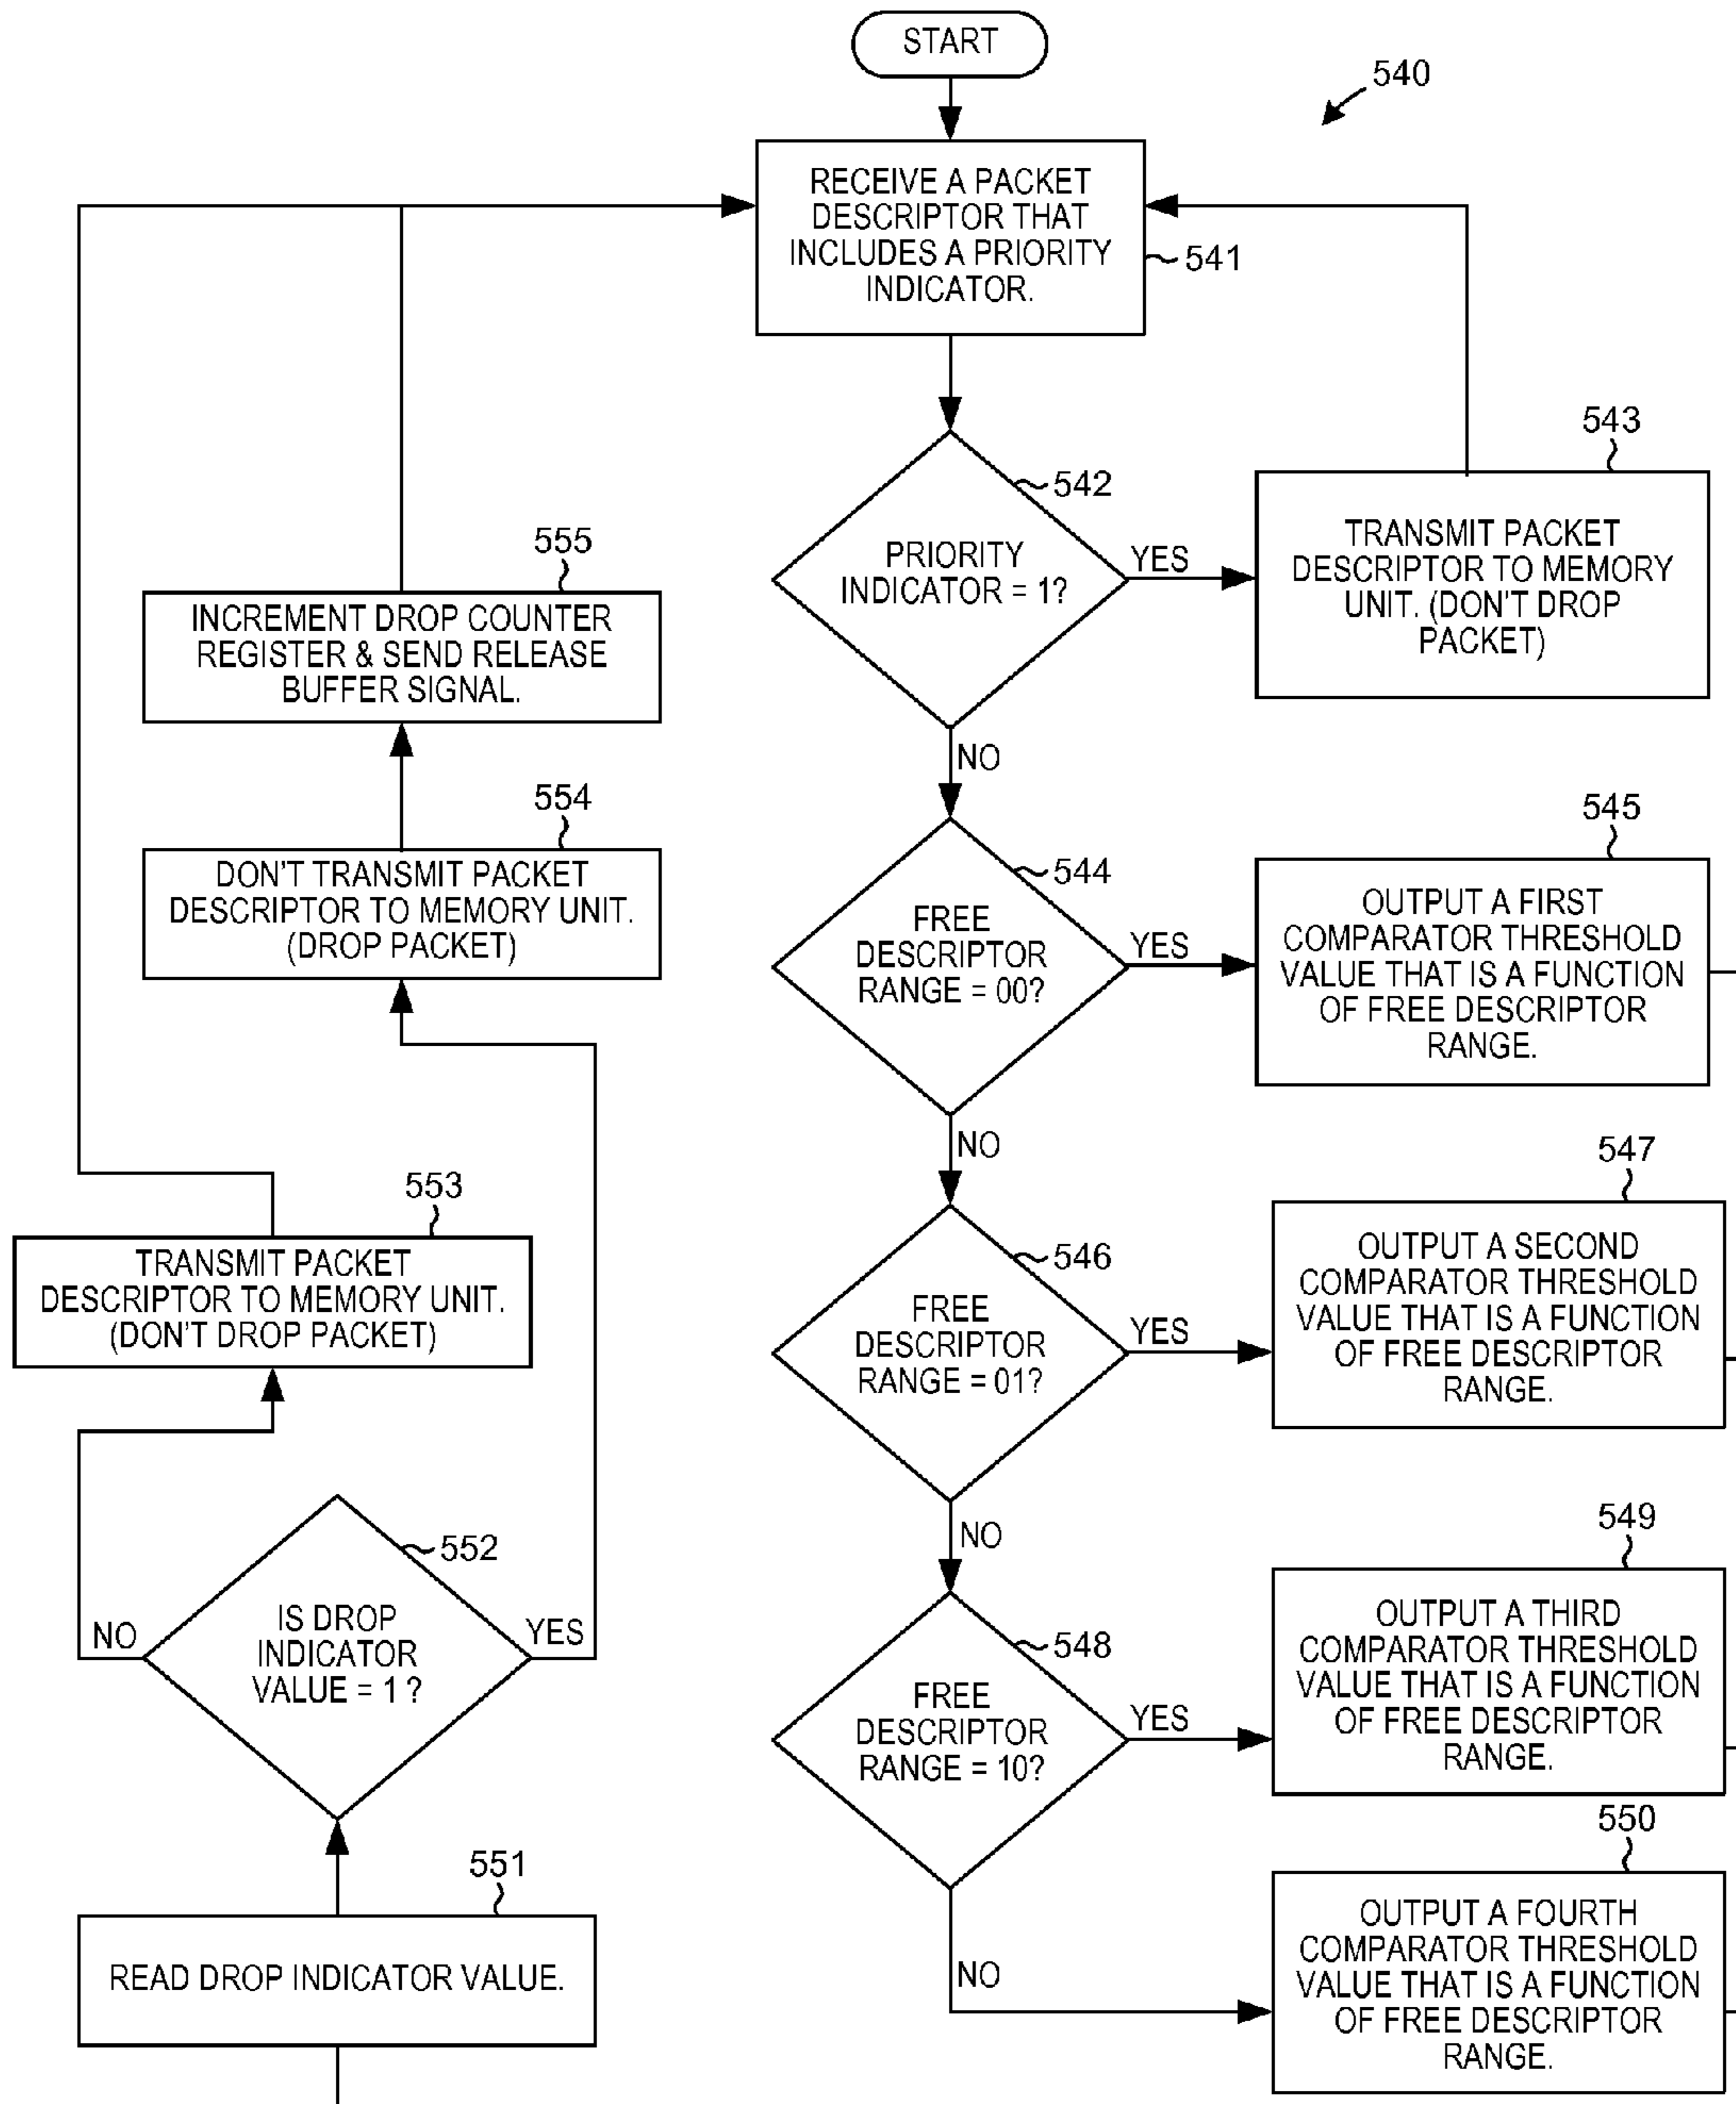 START
540
RECEIVE A PACKET
DESCRIPTOR THAT
INCLUDES A PRIORITY
INDICATOR.
541
542
PRIORITY
INDICATOR = 1?
YES
NO
543
TRANSMIT PACKET
DESCRIPTOR TO MEMORY
UNIT. (DON'T DROP
PACKET)
544
FREE
DESCRIPTOR
RANGE = 00?
YES
NO
545
OUTPUT A FIRST
COMPARATOR THRESHOLD
VALUE THAT IS A FUNCTION
OF FREE DESCRIPTOR
RANGE.
546
FREE
DESCRIPTOR
RANGE = 01?
YES
NO
547
OUTPUT A SECOND
COMPARATOR THRESHOLD
VALUE THAT IS A FUNCTION
OF FREE DESCRIPTOR
RANGE.
548
FREE
DESCRIPTOR
RANGE = 10?
YES
NO
549
OUTPUT A THIRD
COMPARATOR THRESHOLD
VALUE THAT IS A FUNCTION
OF FREE DESCRIPTOR
RANGE.
550
OUTPUT A FOURTH
COMPARATOR THRESHOLD
VALUE THAT IS A FUNCTION
OF FREE DESCRIPTOR
RANGE.
555
INCREMENT DROP COUNTER
REGISTER & SEND RELEASE
BUFFER SIGNAL.
554
DON'T TRANSMIT PACKET
DESCRIPTOR TO MEMORY UNIT.
(DROP PACKET)
553
TRANSMIT PACKET
DESCRIPTOR TO MEMORY UNIT.
(DON'T DROP PACKET)
552
IS DROP
INDICATOR
VALUE = 1 ?
NO
YES
551
READ DROP INDICATOR VALUE.